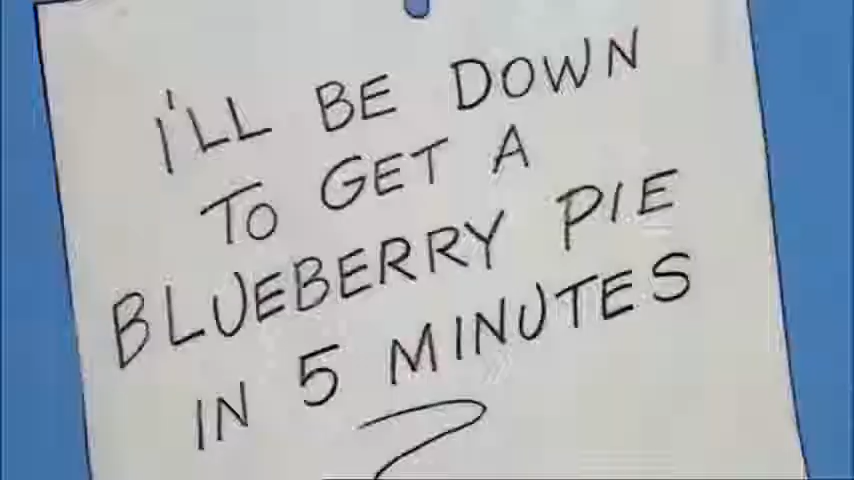 I'LL BE DOWN
TO GET A
BLUEBERRY PIE
IN 5 MINUTES